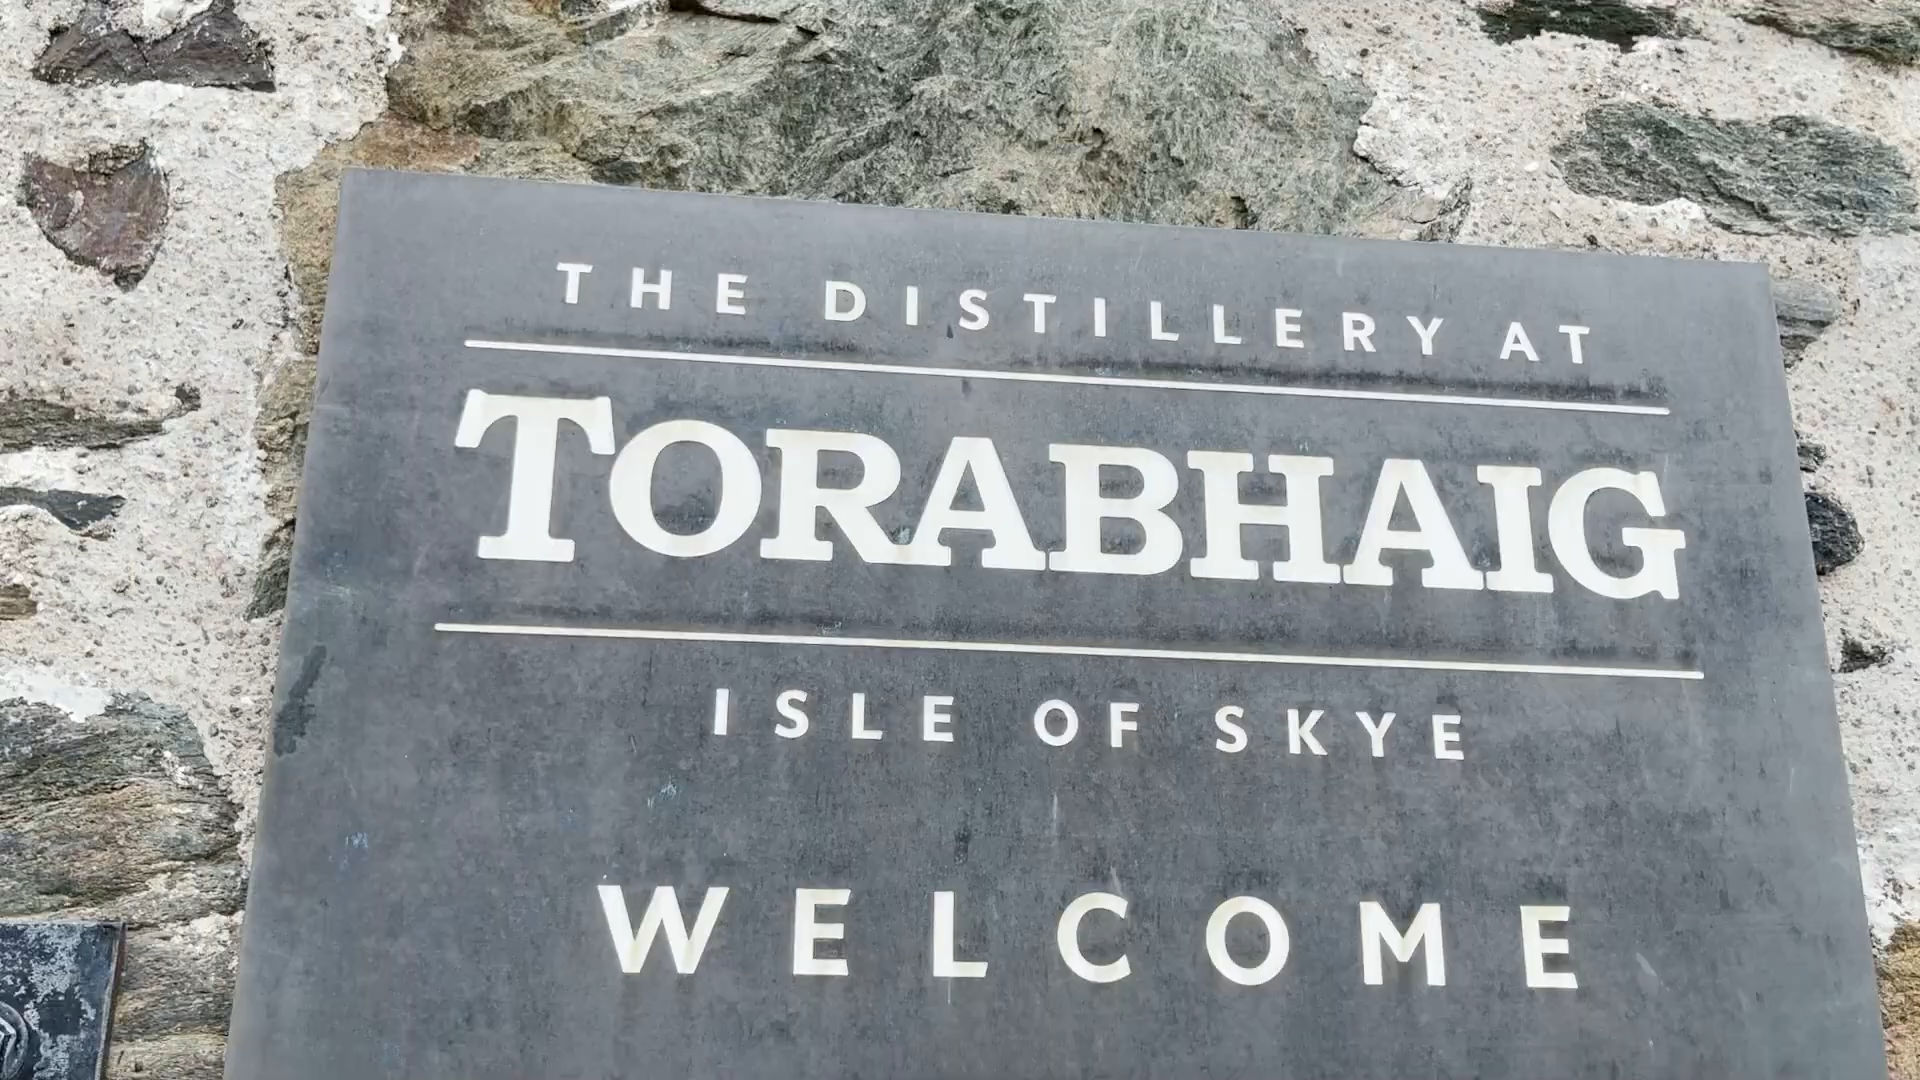 THE DISTILLERY AT
TORABHAIG
ISLE OF SKYE
WELCOME